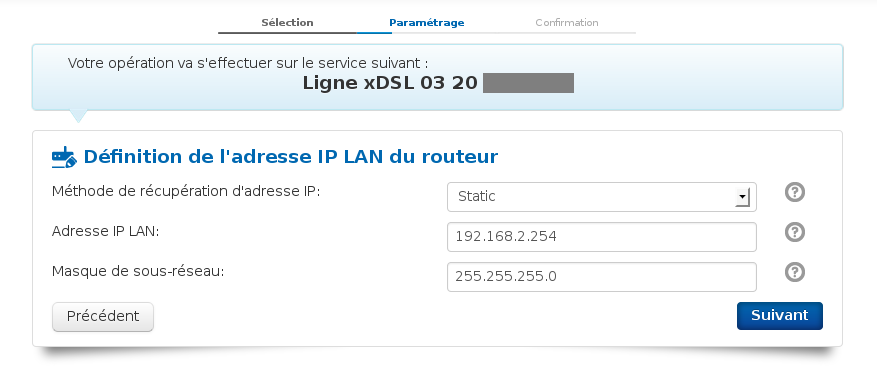 Sélection Paramétrage Confirmation
Votre opération va s'effectuer sur le service suivant :
Ligne xDSL 03 20
Définition de l'adresse IP LAN du routeur
Méthode de récupération d'adresse IP: Static ?
Adresse IP LAN: 192.168.2.254 ?
Masque de sous-réseau: 255.255.255.0 ?
Précédent Suivant